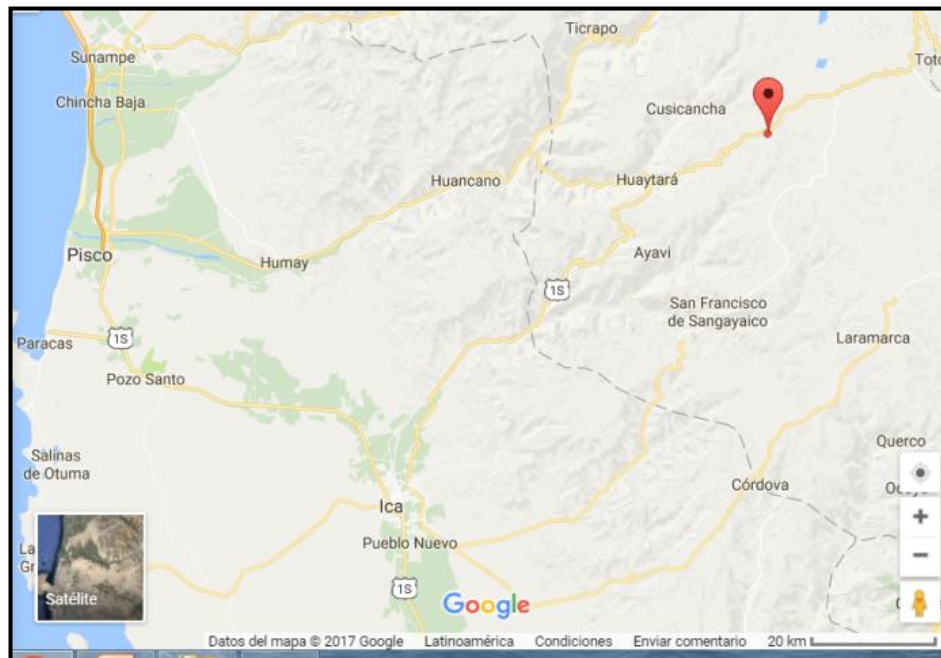 Ticrapo
Sunampe
Toto
Chincha Baja
Cusicancha
Huancano
Huaytará
Pisco
Humay
Ayavi
1S
San Francisco
de Sangayaico
1S
Laramarca
Paracas
Pozo Santo
Querco
Salinas
de Otuma
Córdova
Ica
Pueblo Nuevo
1S
Satélite
Google
Datos del mapa © 2017 Google Latinoamérica Condiciones Enviar comentario 20 km